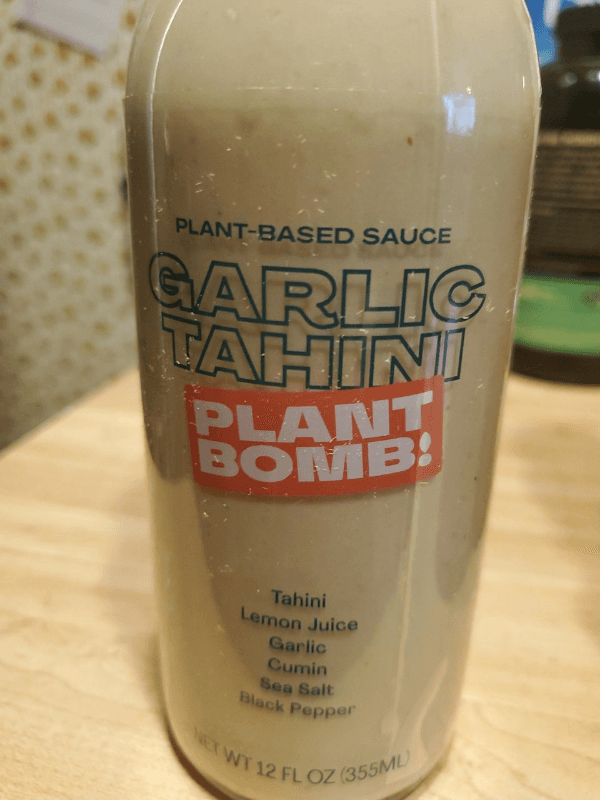 PLANT-BASED SAUCE
GARLIC
TAHINI
PLANT
BOMB!
Tahini
Lemon Juice
Garlic
Cumin
Sea Salt
Black Pepper
NET WT 12 FL OZ (355ML)